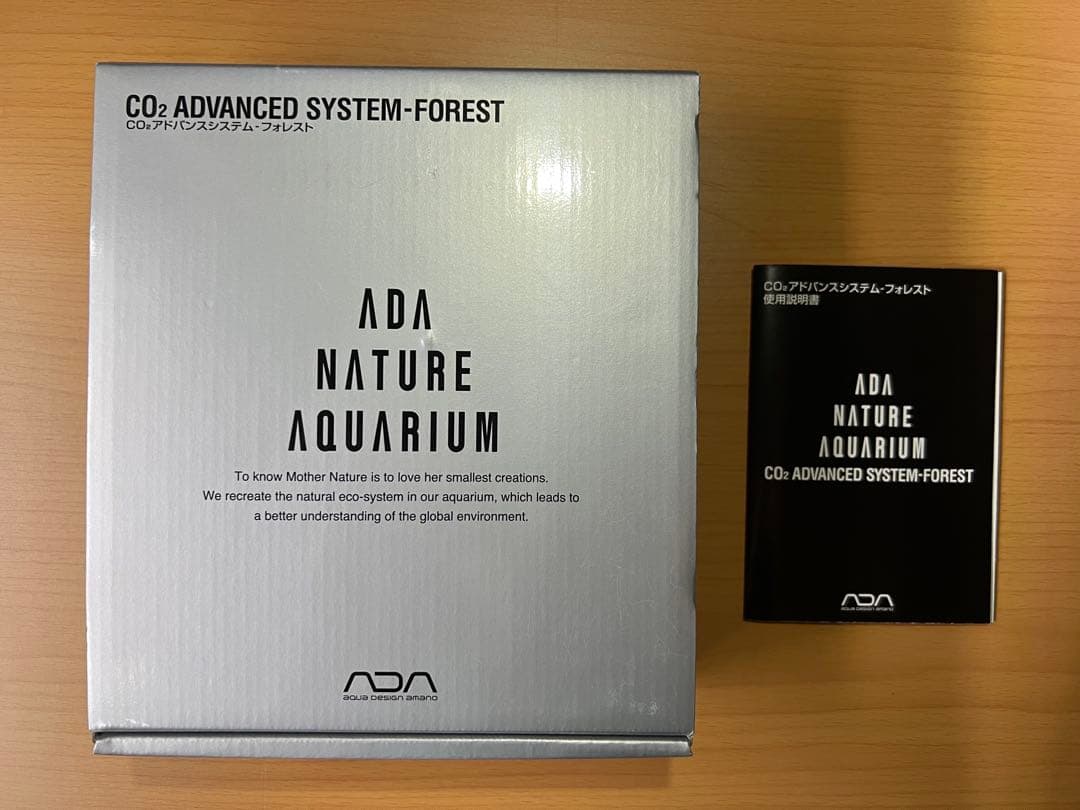 CO₂ ADVANCED SYSTEM-FOREST
CO₂アドバンスシステム-フォレスト
ADA
NATURE
AQUARIUM
To know Mother Nature is to love her smallest creations.
We recreate the natural eco-system in our aquarium, which leads to
a better understanding of the global environment.
ADA
aqua design amano
CO₂アドバンスシステム-フォレスト
使用説明書
ADA
NATURE
AQUARIUM
CO₂ ADVANCED SYSTEM-FOREST
ADA
aqua design amano